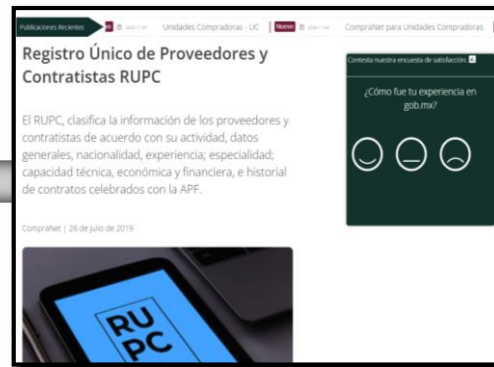 Publicaciones Recientes
Unidades Compradoras - UC | Nuevo
CompraNet para Unidades Compradoras
Registro Único de Proveedores y
Contratistas RUPC
El RUPC, clasifica la información de los proveedores y
contratistas de acuerdo con su actividad, datos
generales, nacionalidad, experiencia; especialidad;
capacidad técnica, económica y financiera, e historial
de contratos celebrados con la APF.
CompraNet | 26 de julio de 2019
RU
PC
Contesta nuestra encuesta de satisfacción.
¿Cómo fue tu experiencia en
gob.mx?